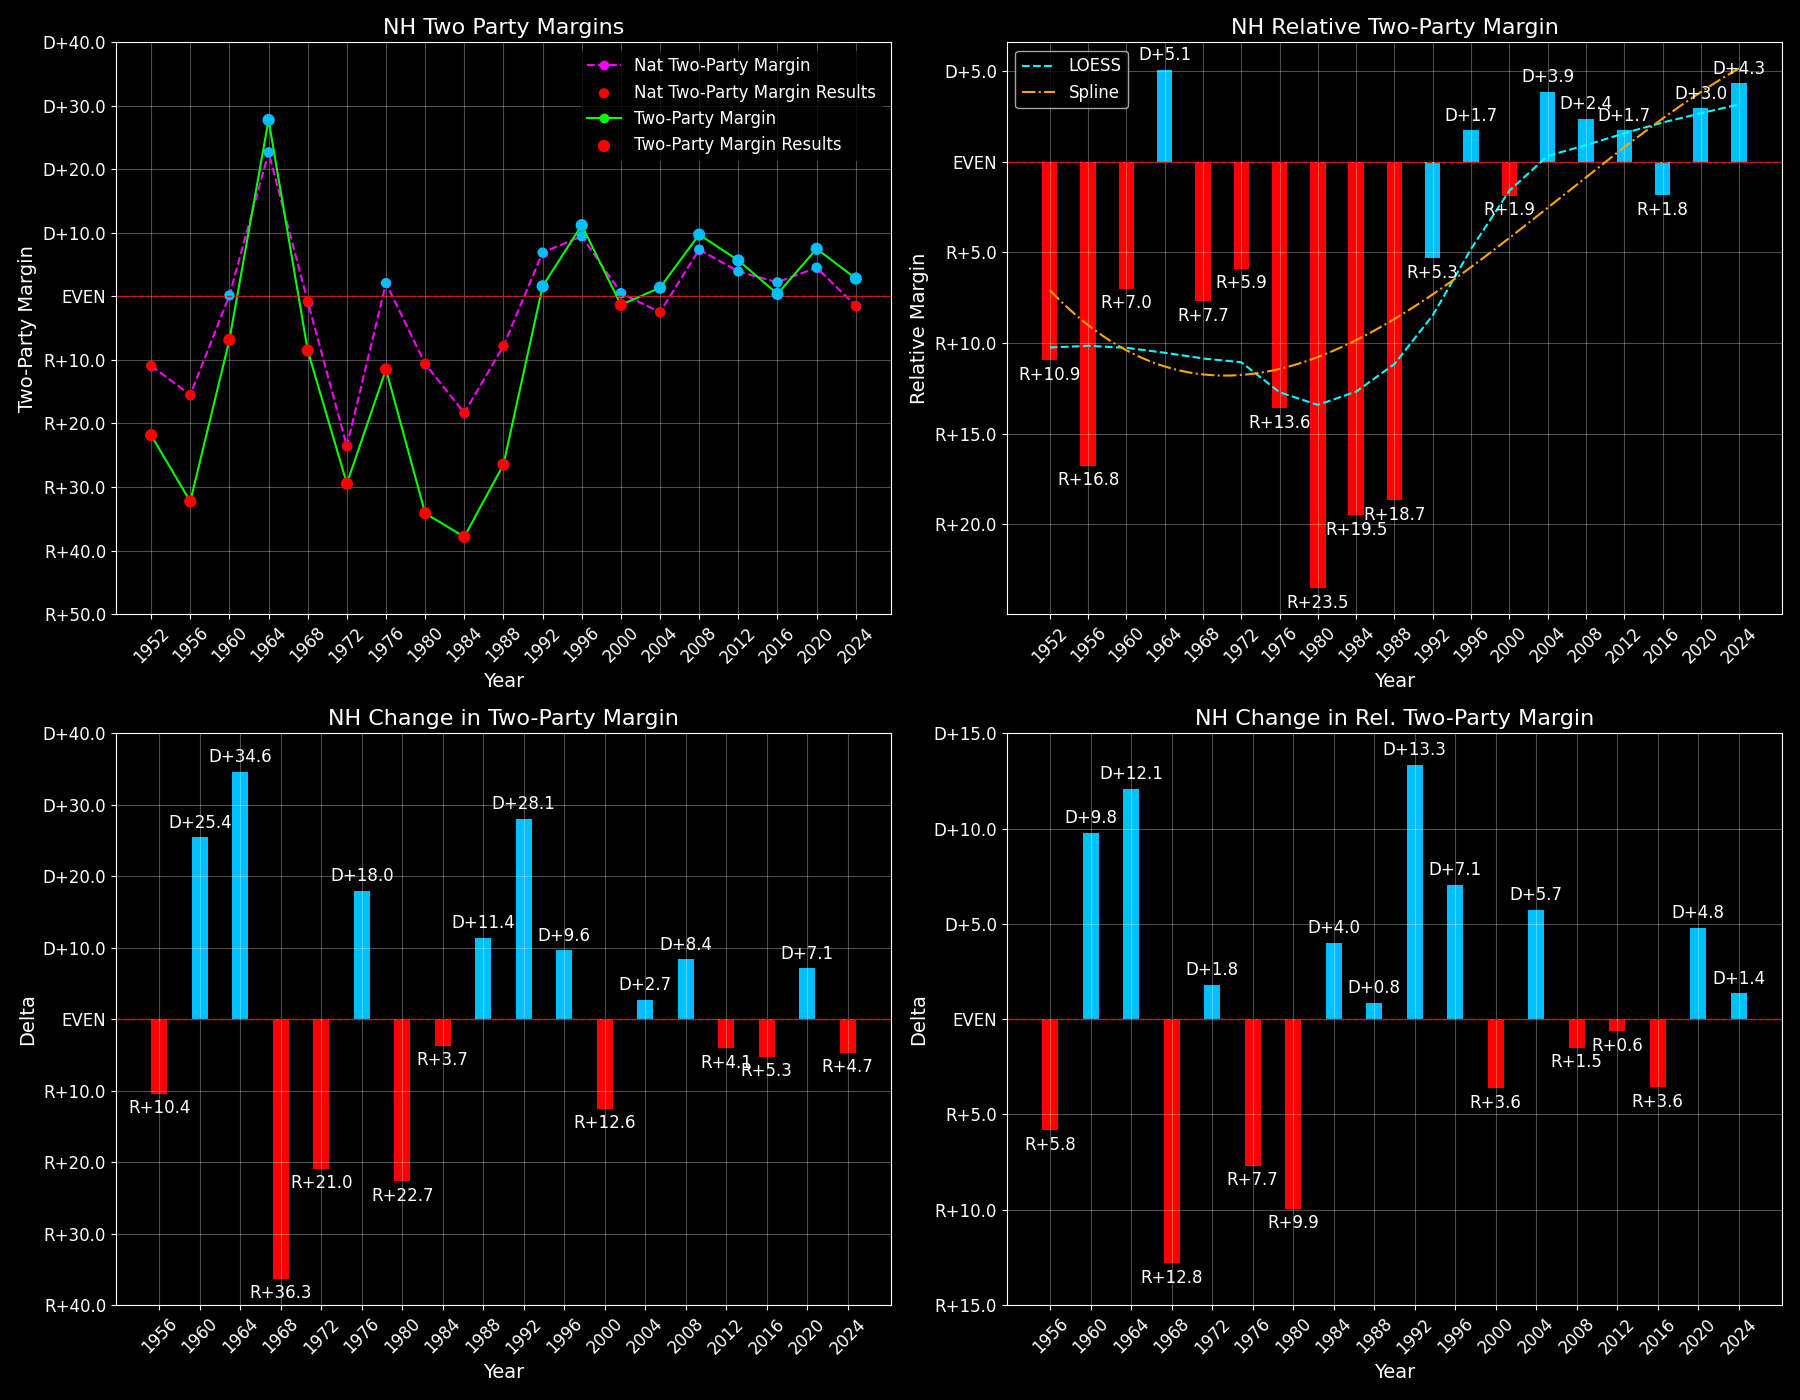 NH Two Party Margins
D+40.0
D+30.0
D+20.0
D+10.0
EVEN
R+10.0
R+20.0
R+30.0
R+40.0
R+50.0
Two-Party Margin
Nat Two-Party Margin
Nat Two-Party Margin Results
Two-Party Margin
Two-Party Margin Results
1952 1956 1960 1964 1968 1972 1976 1980 1984 1988 1992 1996 2000 2004 2008 2012 2016 2020 2024
Year
NH Relative Two-Party Margin
D+5.0
EVEN
R+5.0
R+10.0
R+15.0
R+20.0
Relative Margin
LOESS
Spline
R+10.9
R+16.8
R+7.0
D+5.1
R+7.7
R+5.9
R+13.6
R+23.5
R+19.5
R+18.7
R+5.3
D+1.7
R+1.9
D+3.9
D+2.4
D+1.7
R+1.8
D+3.0
D+4.3
1952 1956 1960 1964 1968 1972 1976 1980 1984 1988 1992 1996 2000 2004 2008 2012 2016 2020 2024
Year
NH Change in Two-Party Margin
D+40.0
D+30.0
D+20.0
D+10.0
EVEN
R+10.0
R+20.0
R+30.0
R+40.0
Delta
R+10.4
D+25.4
D+34.6
R+36.3
R+21.0
D+18.0
R+22.7
R+3.7
D+11.4
D+28.1
D+9.6
R+12.6
D+2.7
D+8.4
R+4.1
R+5.3
D+7.1
R+4.7
1956 1960 1964 1968 1972 1976 1980 1984 1988 1992 1996 2000 2004 2008 2012 2016 2020 2024
Year
NH Change in Rel. Two-Party Margin
D+15.0
D+10.0
D+5.0
EVEN
R+5.0
R+10.0
R+15.0
Delta
R+5.8
D+9.8
D+12.1
R+12.8
D+1.8
R+7.7
R+9.9
D+4.0
D+0.8
D+13.3
D+7.1
R+3.6
D+5.7
R+1.5
R+0.6
R+3.6
D+4.8
D+1.4
1956 1960 1964 1968 1972 1976 1980 1984 1988 1992 1996 2000 2004 2008 2012 2016 2020 2024
Year